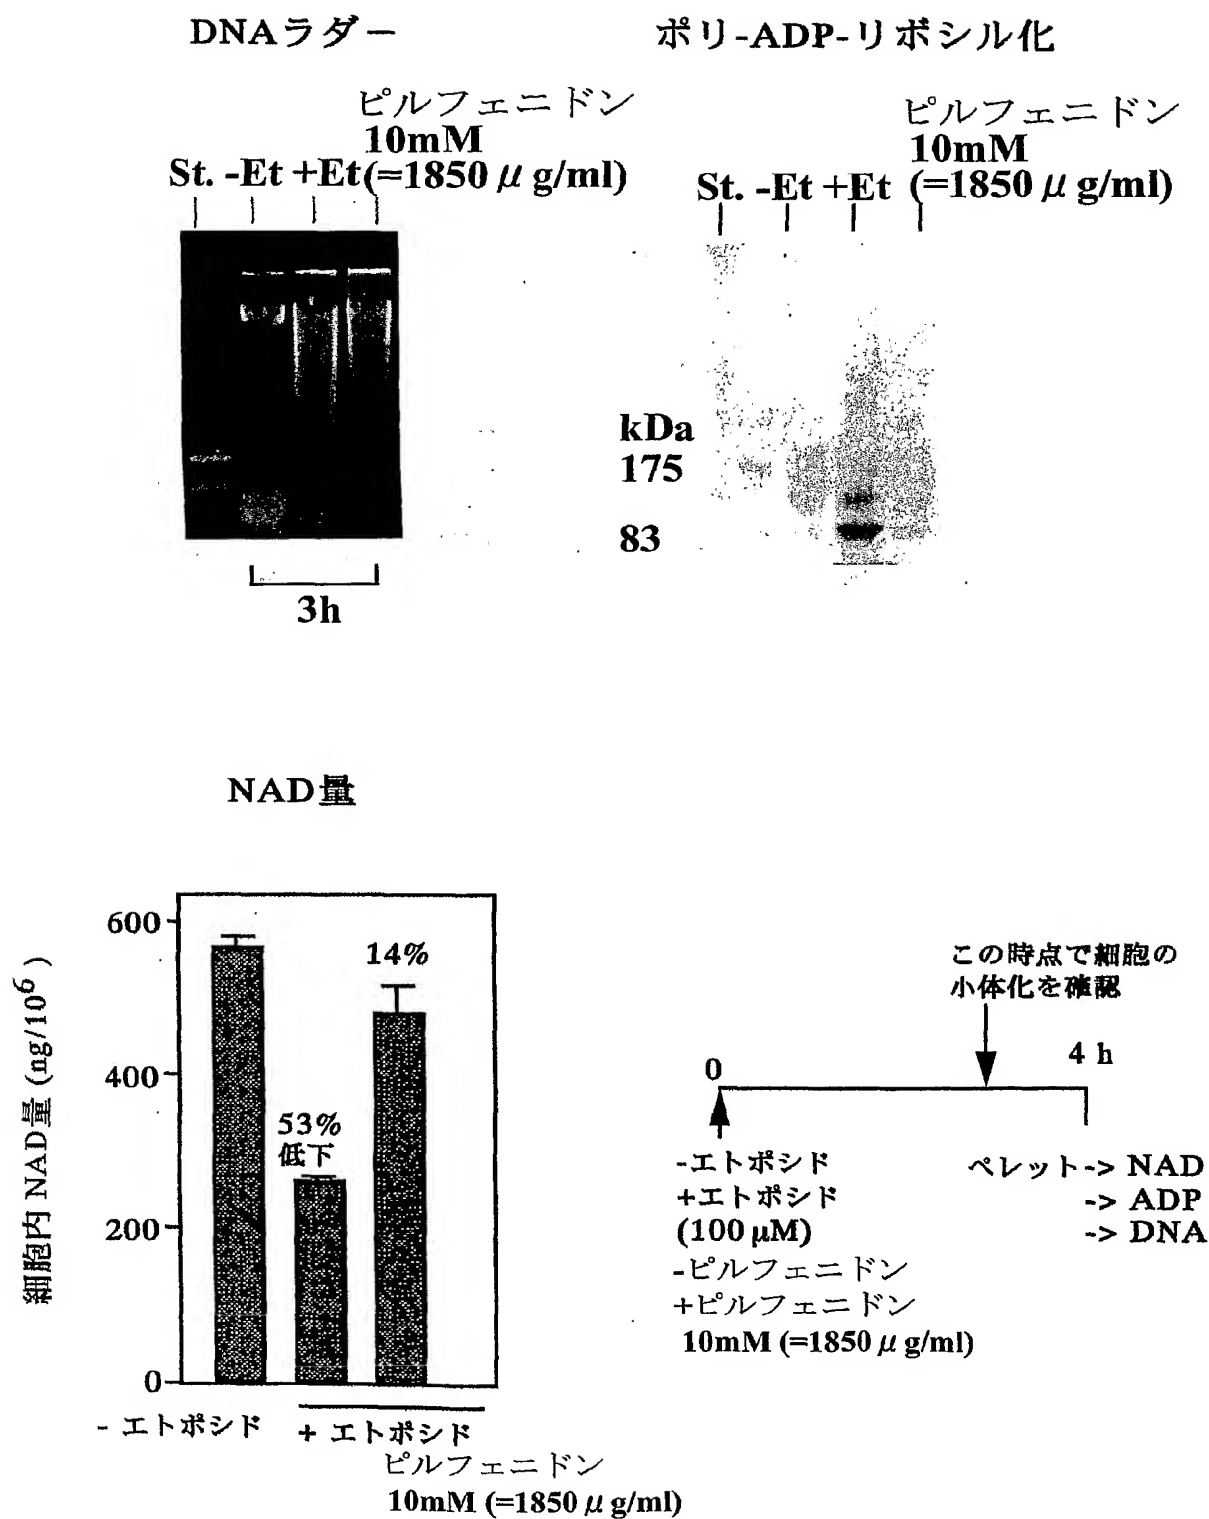 DNAラダー
ピルフェニドン
10mM
St. -Et +Et (=1850 μ g/ml)
3h
ポリ-ADP-リボシル化
ピルフェニドン
10mM
St. -Et +Et (=1850 μ g/ml)
kDa
175
83
NAD量
細胞内 NAD量 (ng/10⁶)
600
400
200
0
53%
低下
14%
- エトポシド
+ エトポシド
ピルフェニドン
10mM (=1850 μ g/ml)
この時点で細胞の
小体化を確認
0
4 h
-エトポシド
+エトポシド
(100 μM)
-ピルフェニドン
+ピルフェニドン
10mM (=1850 μ g/ml)
ペレット-> NAD
-> ADP
-> DNA